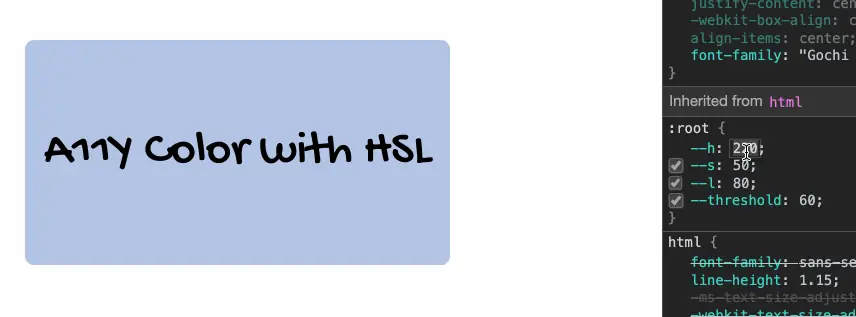 A11Y Color with HSL
justify-content: cen
-webkit-box-align: c
align-items: center;
font-family: "Gochi
}
Inherited from html
:root {
--h: 220;
--s: 50;
--l: 80;
--threshold: 60;
}
html {
font-family: sans-se
line-height: 1.15;
-ms-text-size-adjust
-webkit-text-size-ad